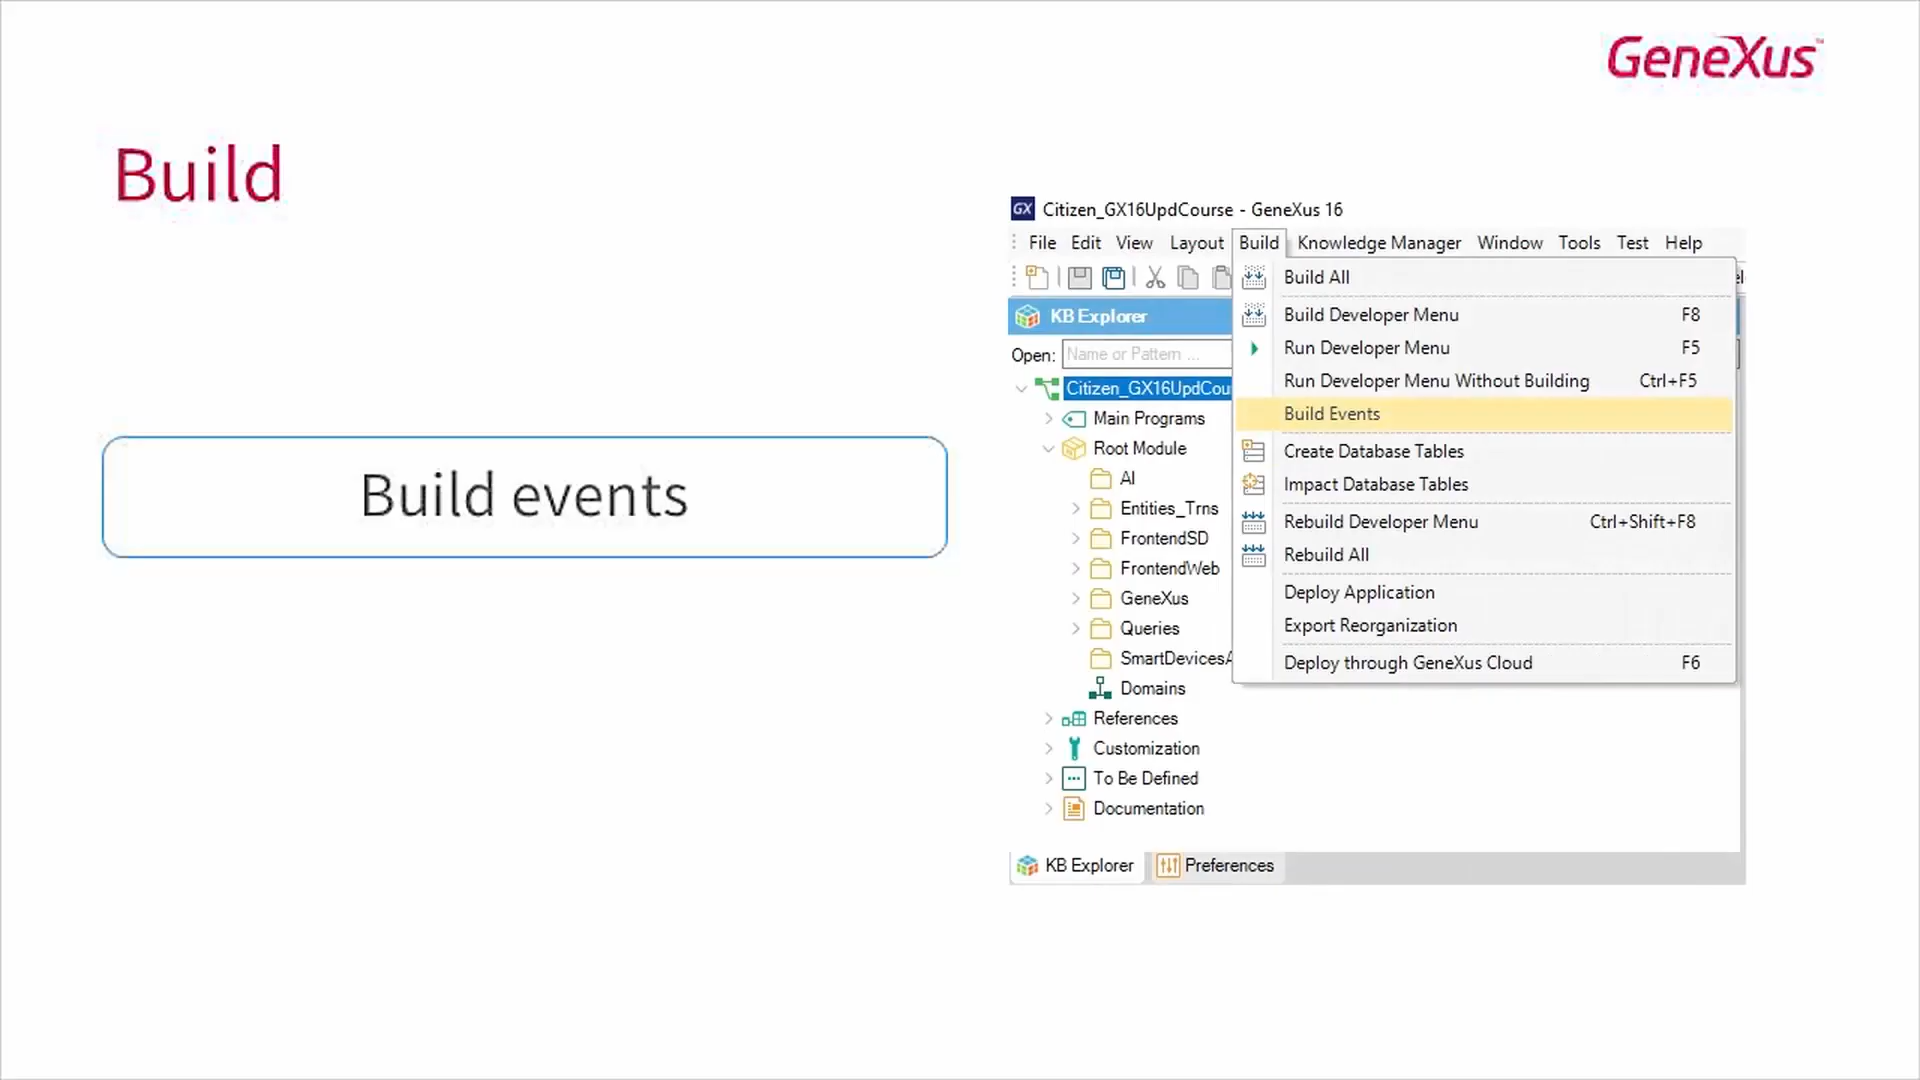 GeneXus™
Build
Build events
GX Citizen_GX16UpdCourse - GeneXus 16
File Edit View Layout Build Knowledge Manager Window Tools Test Help
KB Explorer
Open: Name or Pattern ...
Citizen_GX16UpdCou
Main Programs
Root Module
AI
Entities_Trns
FrontendSD
FrontendWeb
GeneXus
Queries
SmartDevicesA
Domains
References
Customization
To Be Defined
Documentation
Build All
Build Developer Menu F8
Run Developer Menu F5
Run Developer Menu Without Building Ctrl+F5
Build Events
Create Database Tables
Impact Database Tables
Rebuild Developer Menu Ctrl+Shift+F8
Rebuild All
Deploy Application
Export Reorganization
Deploy through GeneXus Cloud F6
KB Explorer Preferences